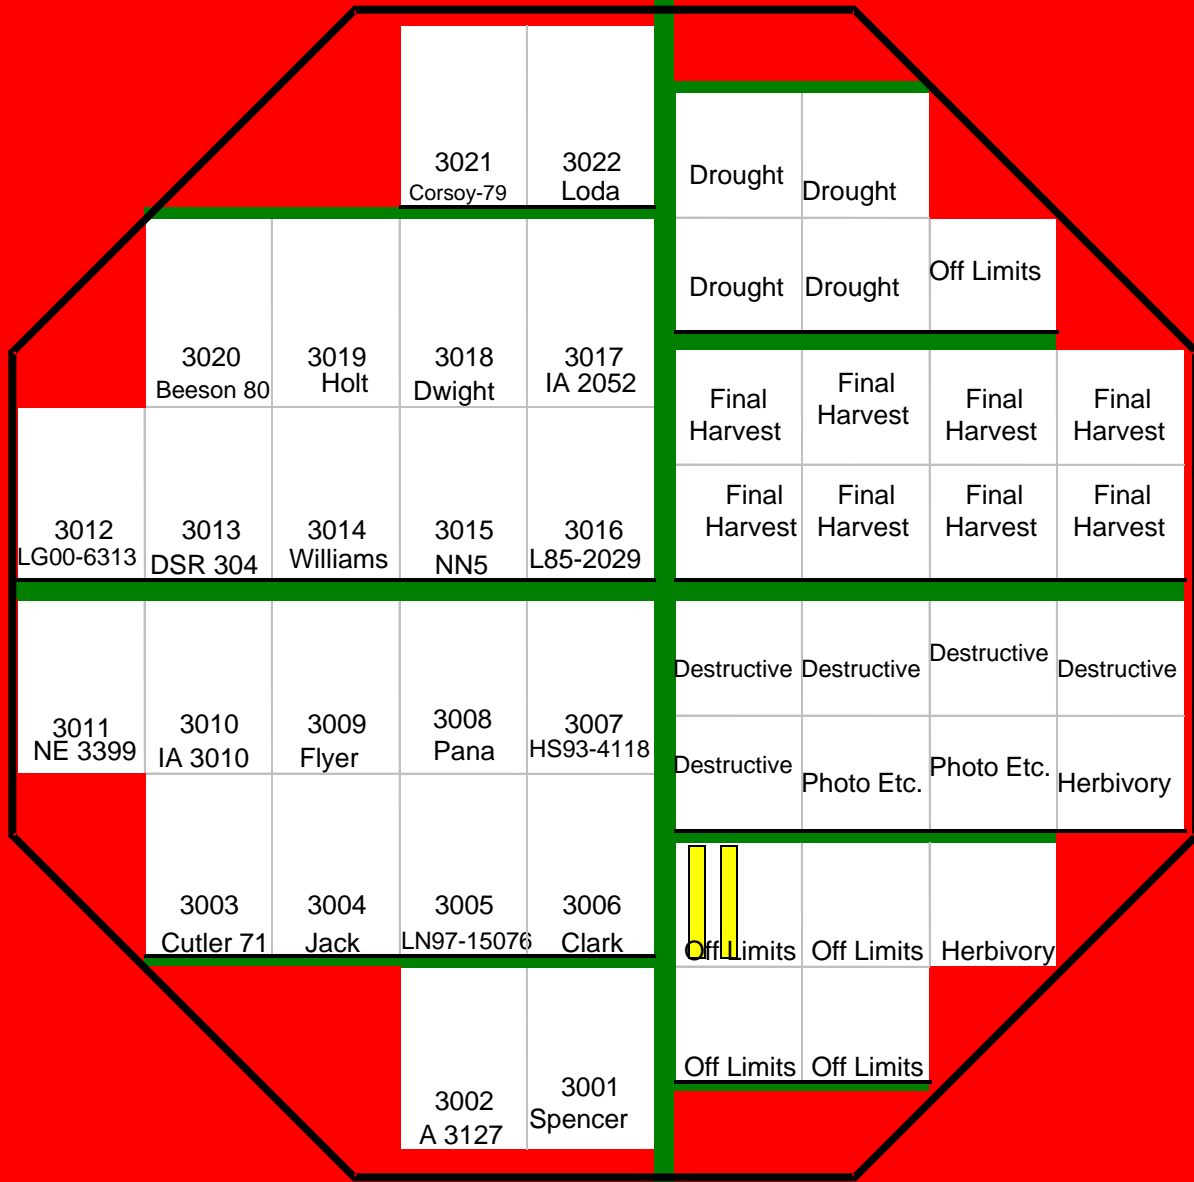 3021
Corsoy-79
3022
Loda
Drought
Drought
Drought
Drought
Off Limits
3020
Beeson 80
3019
Holt
3018
Dwight
3017
IA 2052
Final
Harvest
Final
Harvest
Final
Harvest
Final
Harvest
3012
LG00-6313
3013
DSR 304
3014
Williams
3015
NN5
3016
L85-2029
Final
Harvest
Final
Harvest
Final
Harvest
Final
Harvest
3011
NE 3399
3010
IA 3010
3009
Flyer
3008
Pana
3007
HS93-4118
Destructive
Destructive
Destructive
Destructive
Destructive
Photo Etc.
Photo Etc.
Herbivory
3003
Cutler 71
3004
Jack
3005
LN97-15076
3006
Clark
Off Limits
Off Limits
Herbivory
3002
A 3127
3001
Spencer
Off Limits
Off Limits